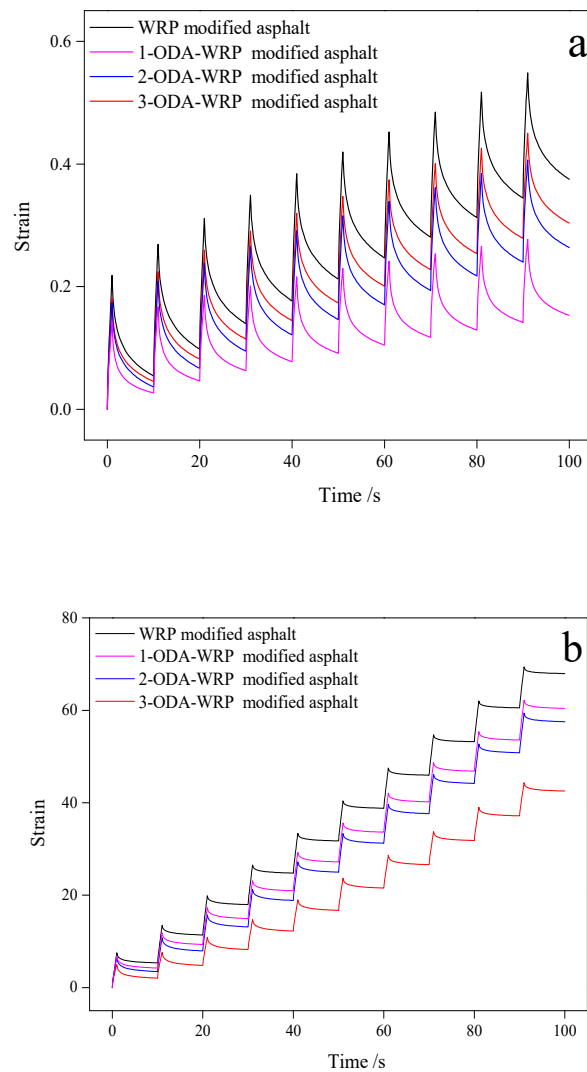 a
WRP modified asphalt
1-ODA-WRP modified asphalt
2-ODA-WRP modified asphalt
3-ODA-WRP modified asphalt
0.6
0.4
0.2
0.0
Strain
0 20 40 60 80 100
Time /s
b
WRP modified asphalt
1-ODA-WRP modified asphalt
2-ODA-WRP modified asphalt
3-ODA-WRP modified asphalt
80
60
40
20
0
Strain
0 20 40 60 80 100
Time /s